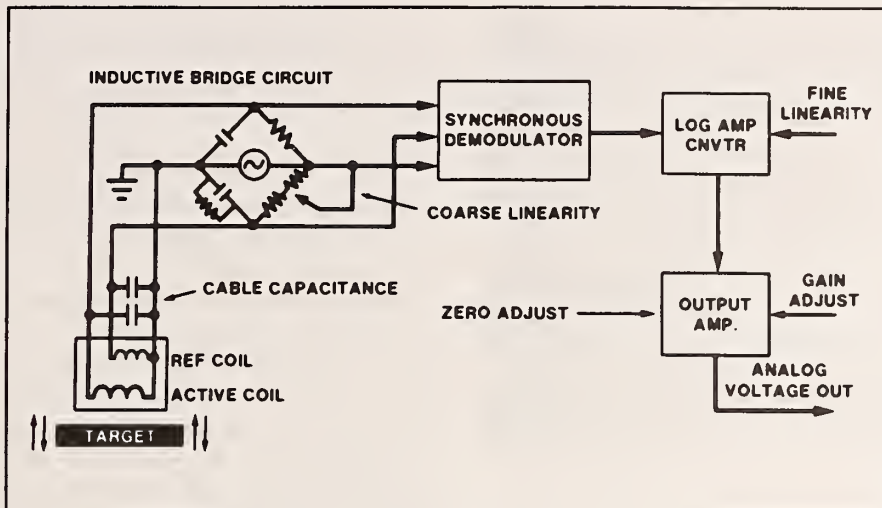 INDUCTIVE BRIDGE CIRCUIT
SYNCHRONOUS
DEMODULATOR
LOG AMP
CNVTR
FINE
LINEARITY
COARSE LINEARITY
CABLE CAPACITANCE
ZERO ADJUST
OUTPUT
AMP.
GAIN
ADJUST
REF COIL
ACTIVE COIL
ANALOG
VOLTAGE OUT
TARGET